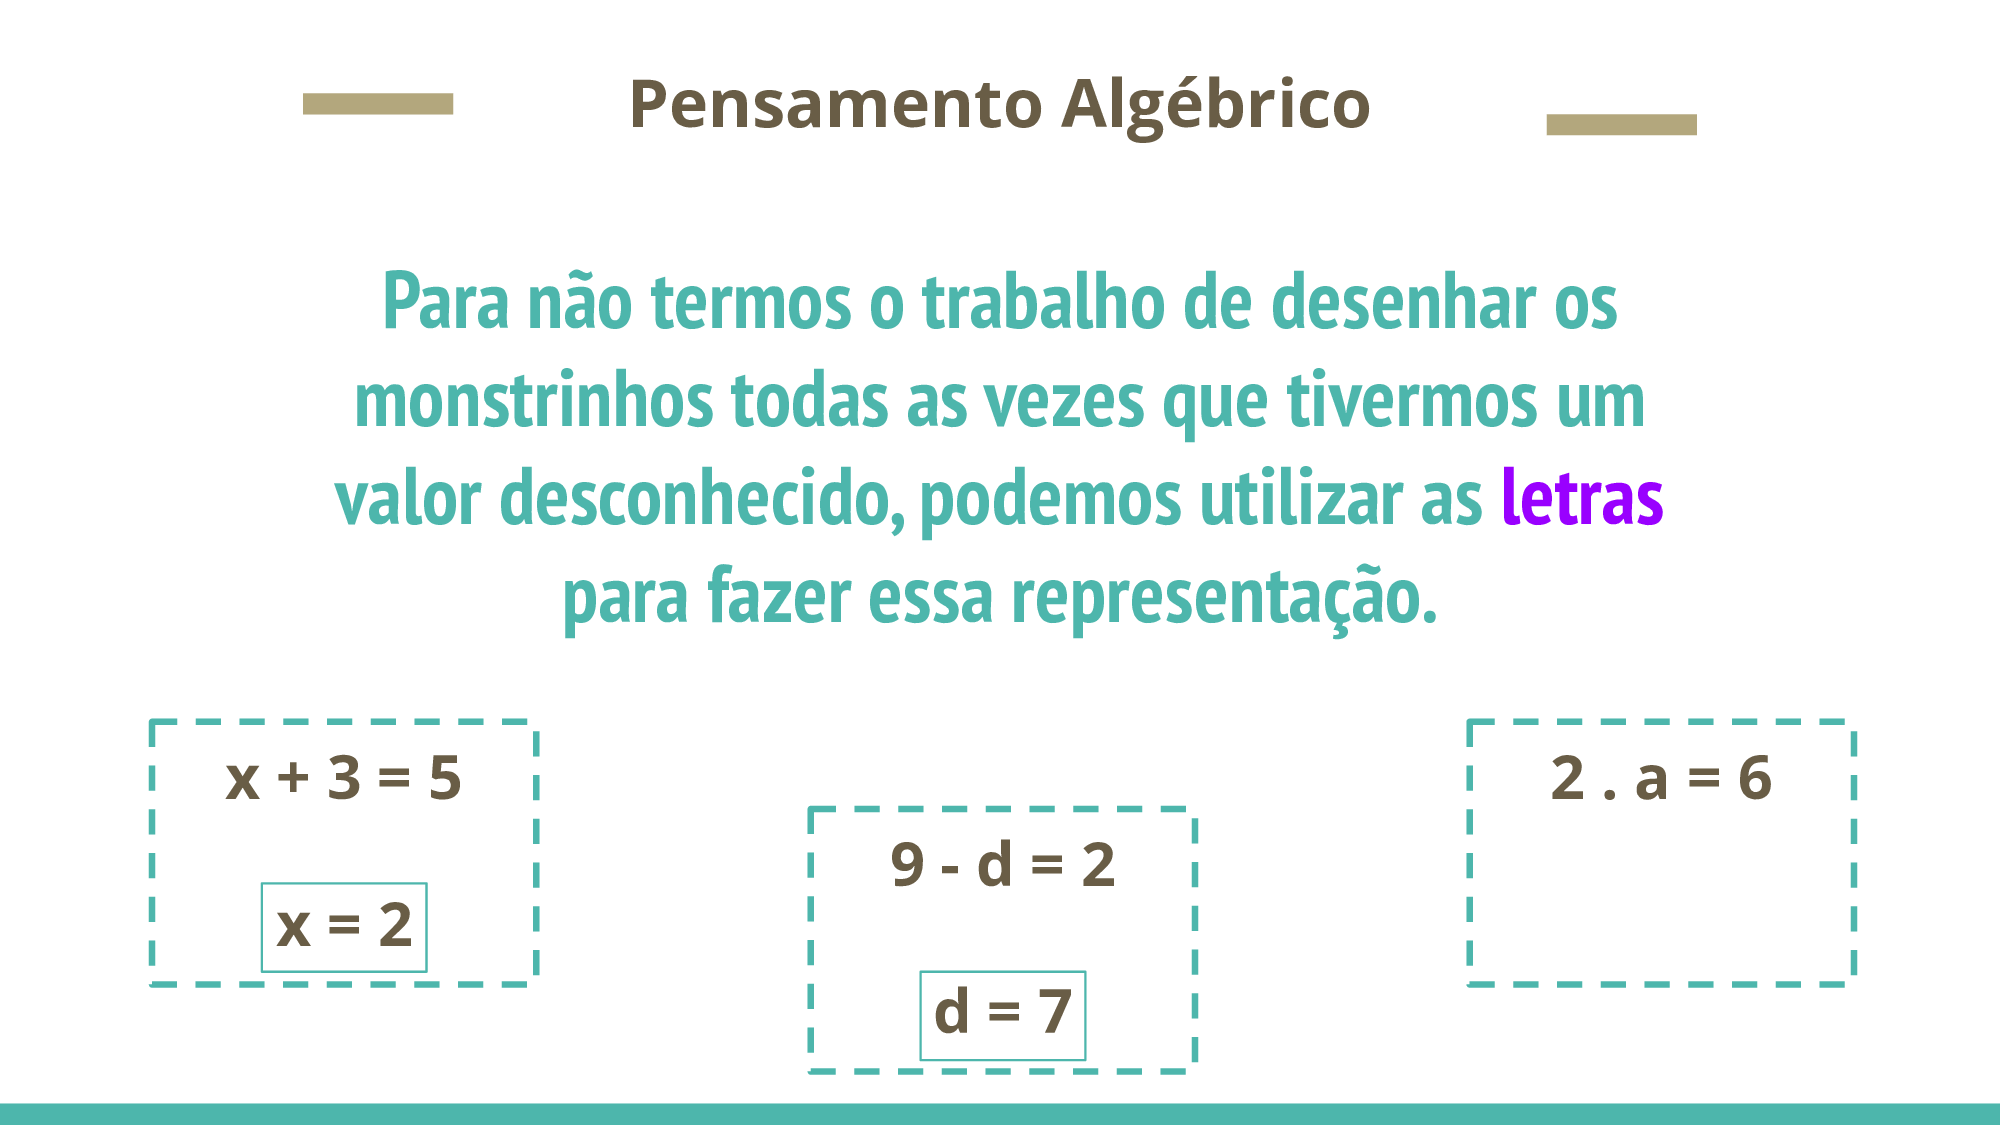 Pensamento Algébrico
Para não termos o trabalho de desenhar os
monstrinhos todas as vezes que tivermos um
valor desconhecido, podemos utilizar as letras
para fazer essa representação.
x + 3 = 5
x = 2
9 - d = 2
d = 7
2 . a = 6